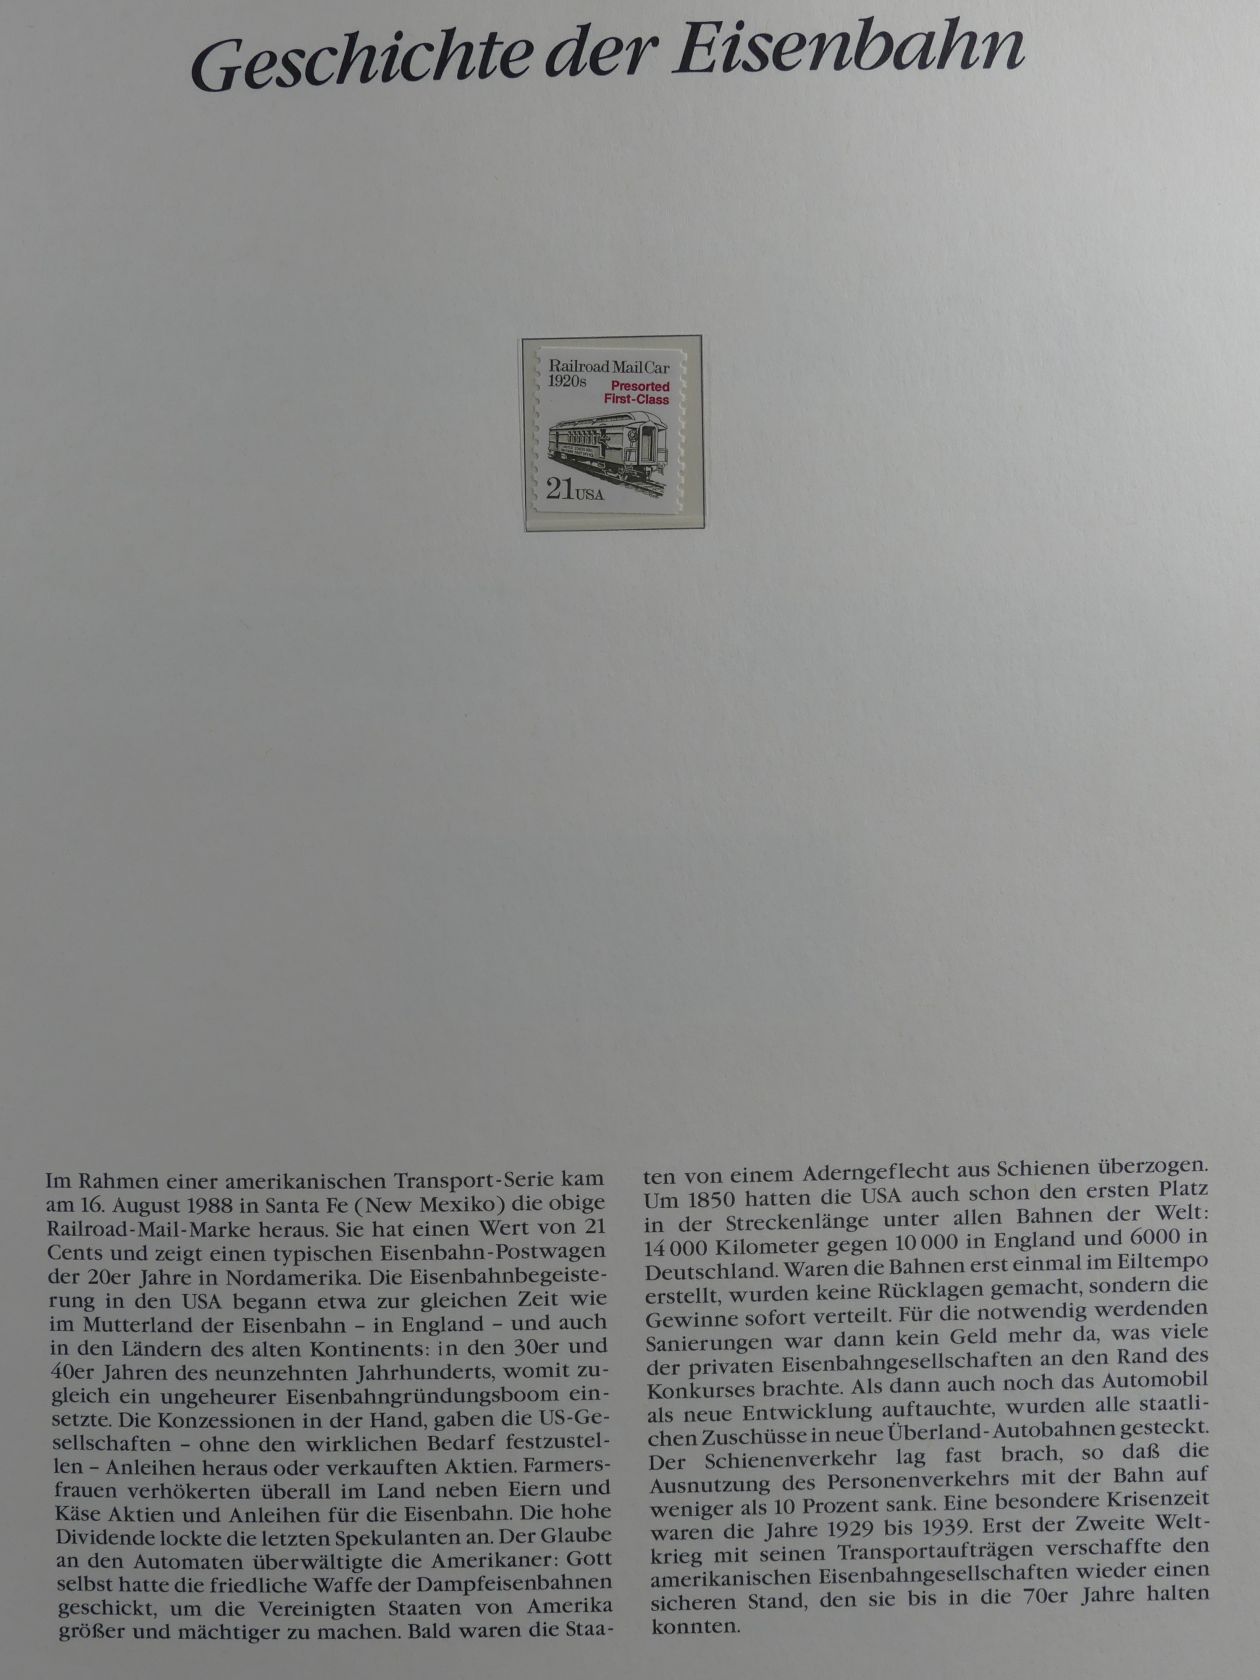 Geschichte der Eisenbahn
Railroad Mail Car
1920s
Presorted
First-Class
21 USA
Im Rahmen einer amerikanischen Transport-Serie kam
am 16. August 1988 in Santa Fe (New Mexiko) die obige
Railroad-Mail-Marke heraus. Sie hat einen Wert von 21
Cents und zeigt einen typischen Eisenbahn-Postwagen
der 20er Jahre in Nordamerika. Die Eisenbahnbegeiste-
rung in den USA begann etwa zur gleichen Zeit wie
im Mutterland der Eisenbahn – in England – und auch
in den Ländern des alten Kontinents: in den 30er und
40er Jahren des neunzehnten Jahrhunderts, womit zu-
gleich ein ungeheurer Eisenbahngründungsboom ein-
setzte. Die Konzessionen in der Hand, gaben die US-Ge-
sellschaften – ohne den wirklichen Bedarf festzustel-
len – Anleihen heraus oder verkauften Aktien. Farmers-
frauen verhökerten überall im Land neben Eiern und
Käse Aktien und Anleihen für die Eisenbahn. Die hohe
Dividende lockte die letzten Spekulanten an. Der Glaube
an den Automaten überwältigte die Amerikaner: Gott
selbst hatte die friedliche Waffe der Dampfeisenbahnen
geschickt, um die Vereinigten Staaten von Amerika
größer und mächtiger zu machen. Bald waren die Staa-
ten von einem Aderngeflecht aus Schienen überzogen.
Um 1850 hatten die USA auch schon den ersten Platz
in der Streckenlänge unter allen Bahnen der Welt:
14 000 Kilometer gegen 10 000 in England und 6000 in
Deutschland. Waren die Bahnen erst einmal im Eiltempo
erstellt, wurden keine Rücklagen gemacht, sondern die
Gewinne sofort verteilt. Für die notwendig werdenden
Sanierungen war dann kein Geld mehr da, was viele
der privaten Eisenbahngesellschaften an den Rand des
Konkurses brachte. Als dann auch noch das Automobil
als neue Entwicklung auftauchte, wurden alle staatli-
chen Zuschüsse in neue Überland-Autobahnen gesteckt.
Der Schienenverkehr lag fast brach, so daß die
Ausnutzung des Personenverkehrs mit der Bahn auf
weniger als 10 Prozent sank. Eine besondere Krisenzeit
waren die Jahre 1929 bis 1939. Erst der Zweite Welt-
krieg mit seinen Transportaufträgen verschaffte den
amerikanischen Eisenbahngesellschaften wieder einen
sicheren Stand, den sie bis in die 70er Jahre halten
konnten.